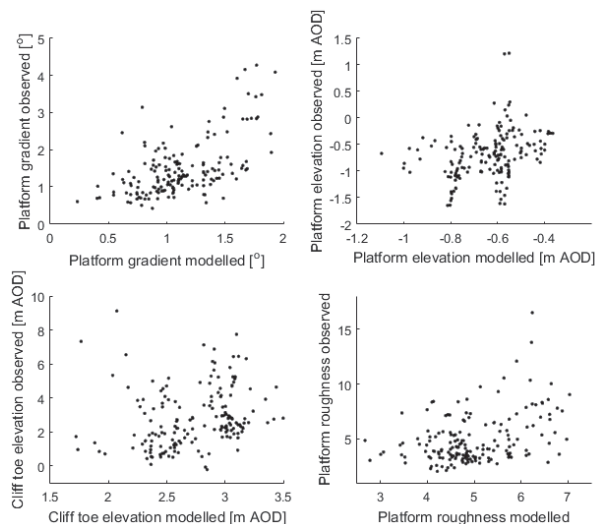 Platform gradient observed [°]
5
4
3
2
1
0
0 0.5 1 1.5 2
Platform gradient modelled [°]
Platform elevation observed [m AOD]
1.5
1
0.5
0
-0.5
-1
-1.5
-2
-1.2 -1 -0.8 -0.6 -0.4
Platform elevation modelled [m AOD]
Cliff toe elevation observed [m AOD]
10
8
6
4
2
0
1.5 2 2.5 3 3.5
Cliff toe elevation modelled [m AOD]
Platform roughness observed
15
10
5
3 4 5 6 7
Platform roughness modelled